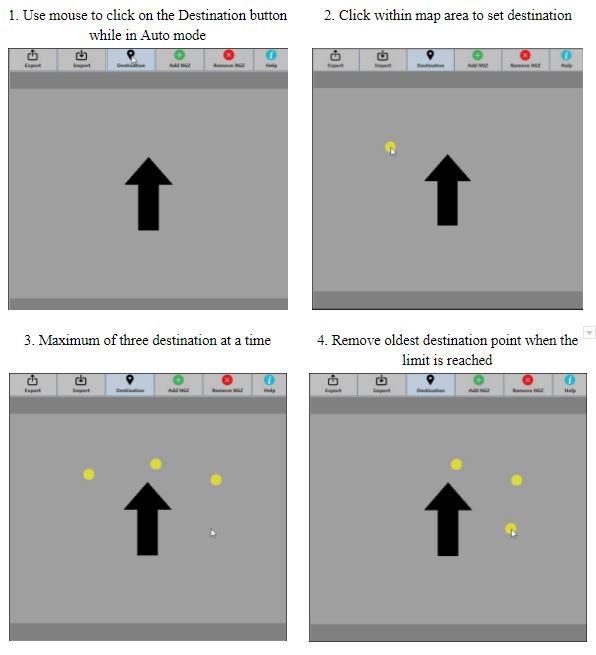 1. Use mouse to click on the Destination button
while in Auto mode
2. Click within map area to set destination
Export Import Destination Add NGZ Remove NGZ Help
Export Import Destination Add NGZ Remove NGZ Help
3. Maximum of three destination at a time
4. Remove oldest destination point when the
limit is reached
Export Import Destination Add NGZ Remove NGZ Help
Export Import Destination Add NGZ Remove NGZ Help